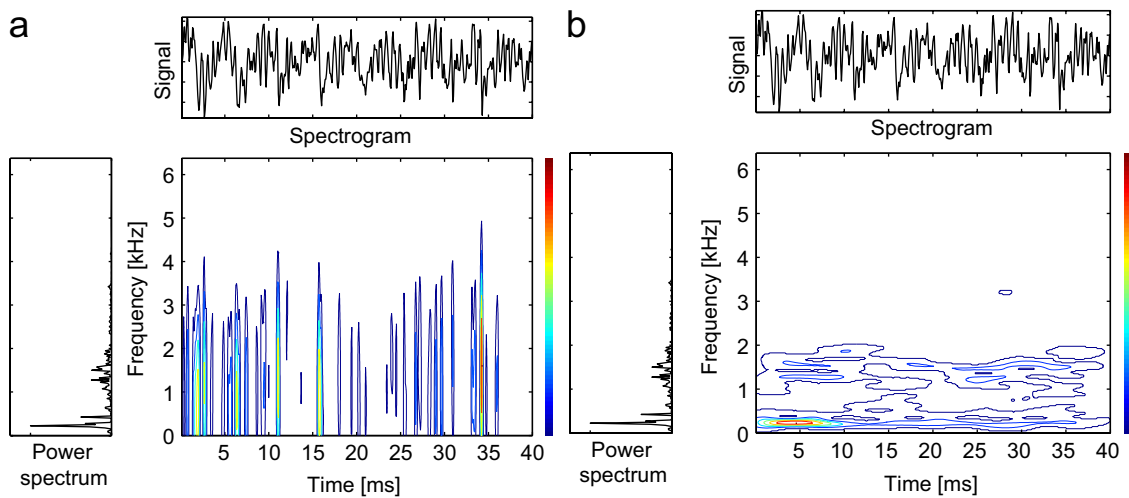 a
Signal
Spectrogram
Frequency [kHz]
6
5
4
3
2
1
0
5 10 15 20 25 30 35 40
Time [ms]
Power
spectrum
b
Signal
Spectrogram
Frequency [kHz]
6
5
4
3
2
1
0
5 10 15 20 25 30 35 40
Time [ms]
Power
spectrum